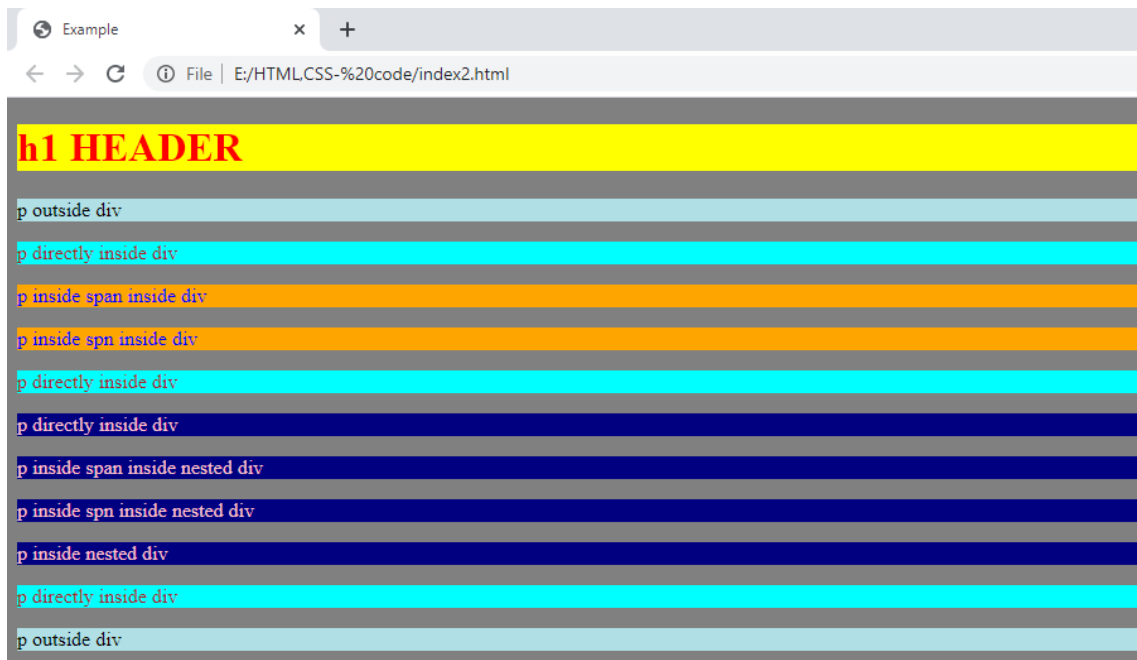 Example
File E:/HTML,CSS-%20code/index2.html
h1 HEADER
p outside div
p directly inside div
p inside span inside div
p inside spn inside div
p directly inside div
p directly inside div
p inside span inside nested div
p inside spn inside nested div
p inside nested div
p directly inside div
p outside div